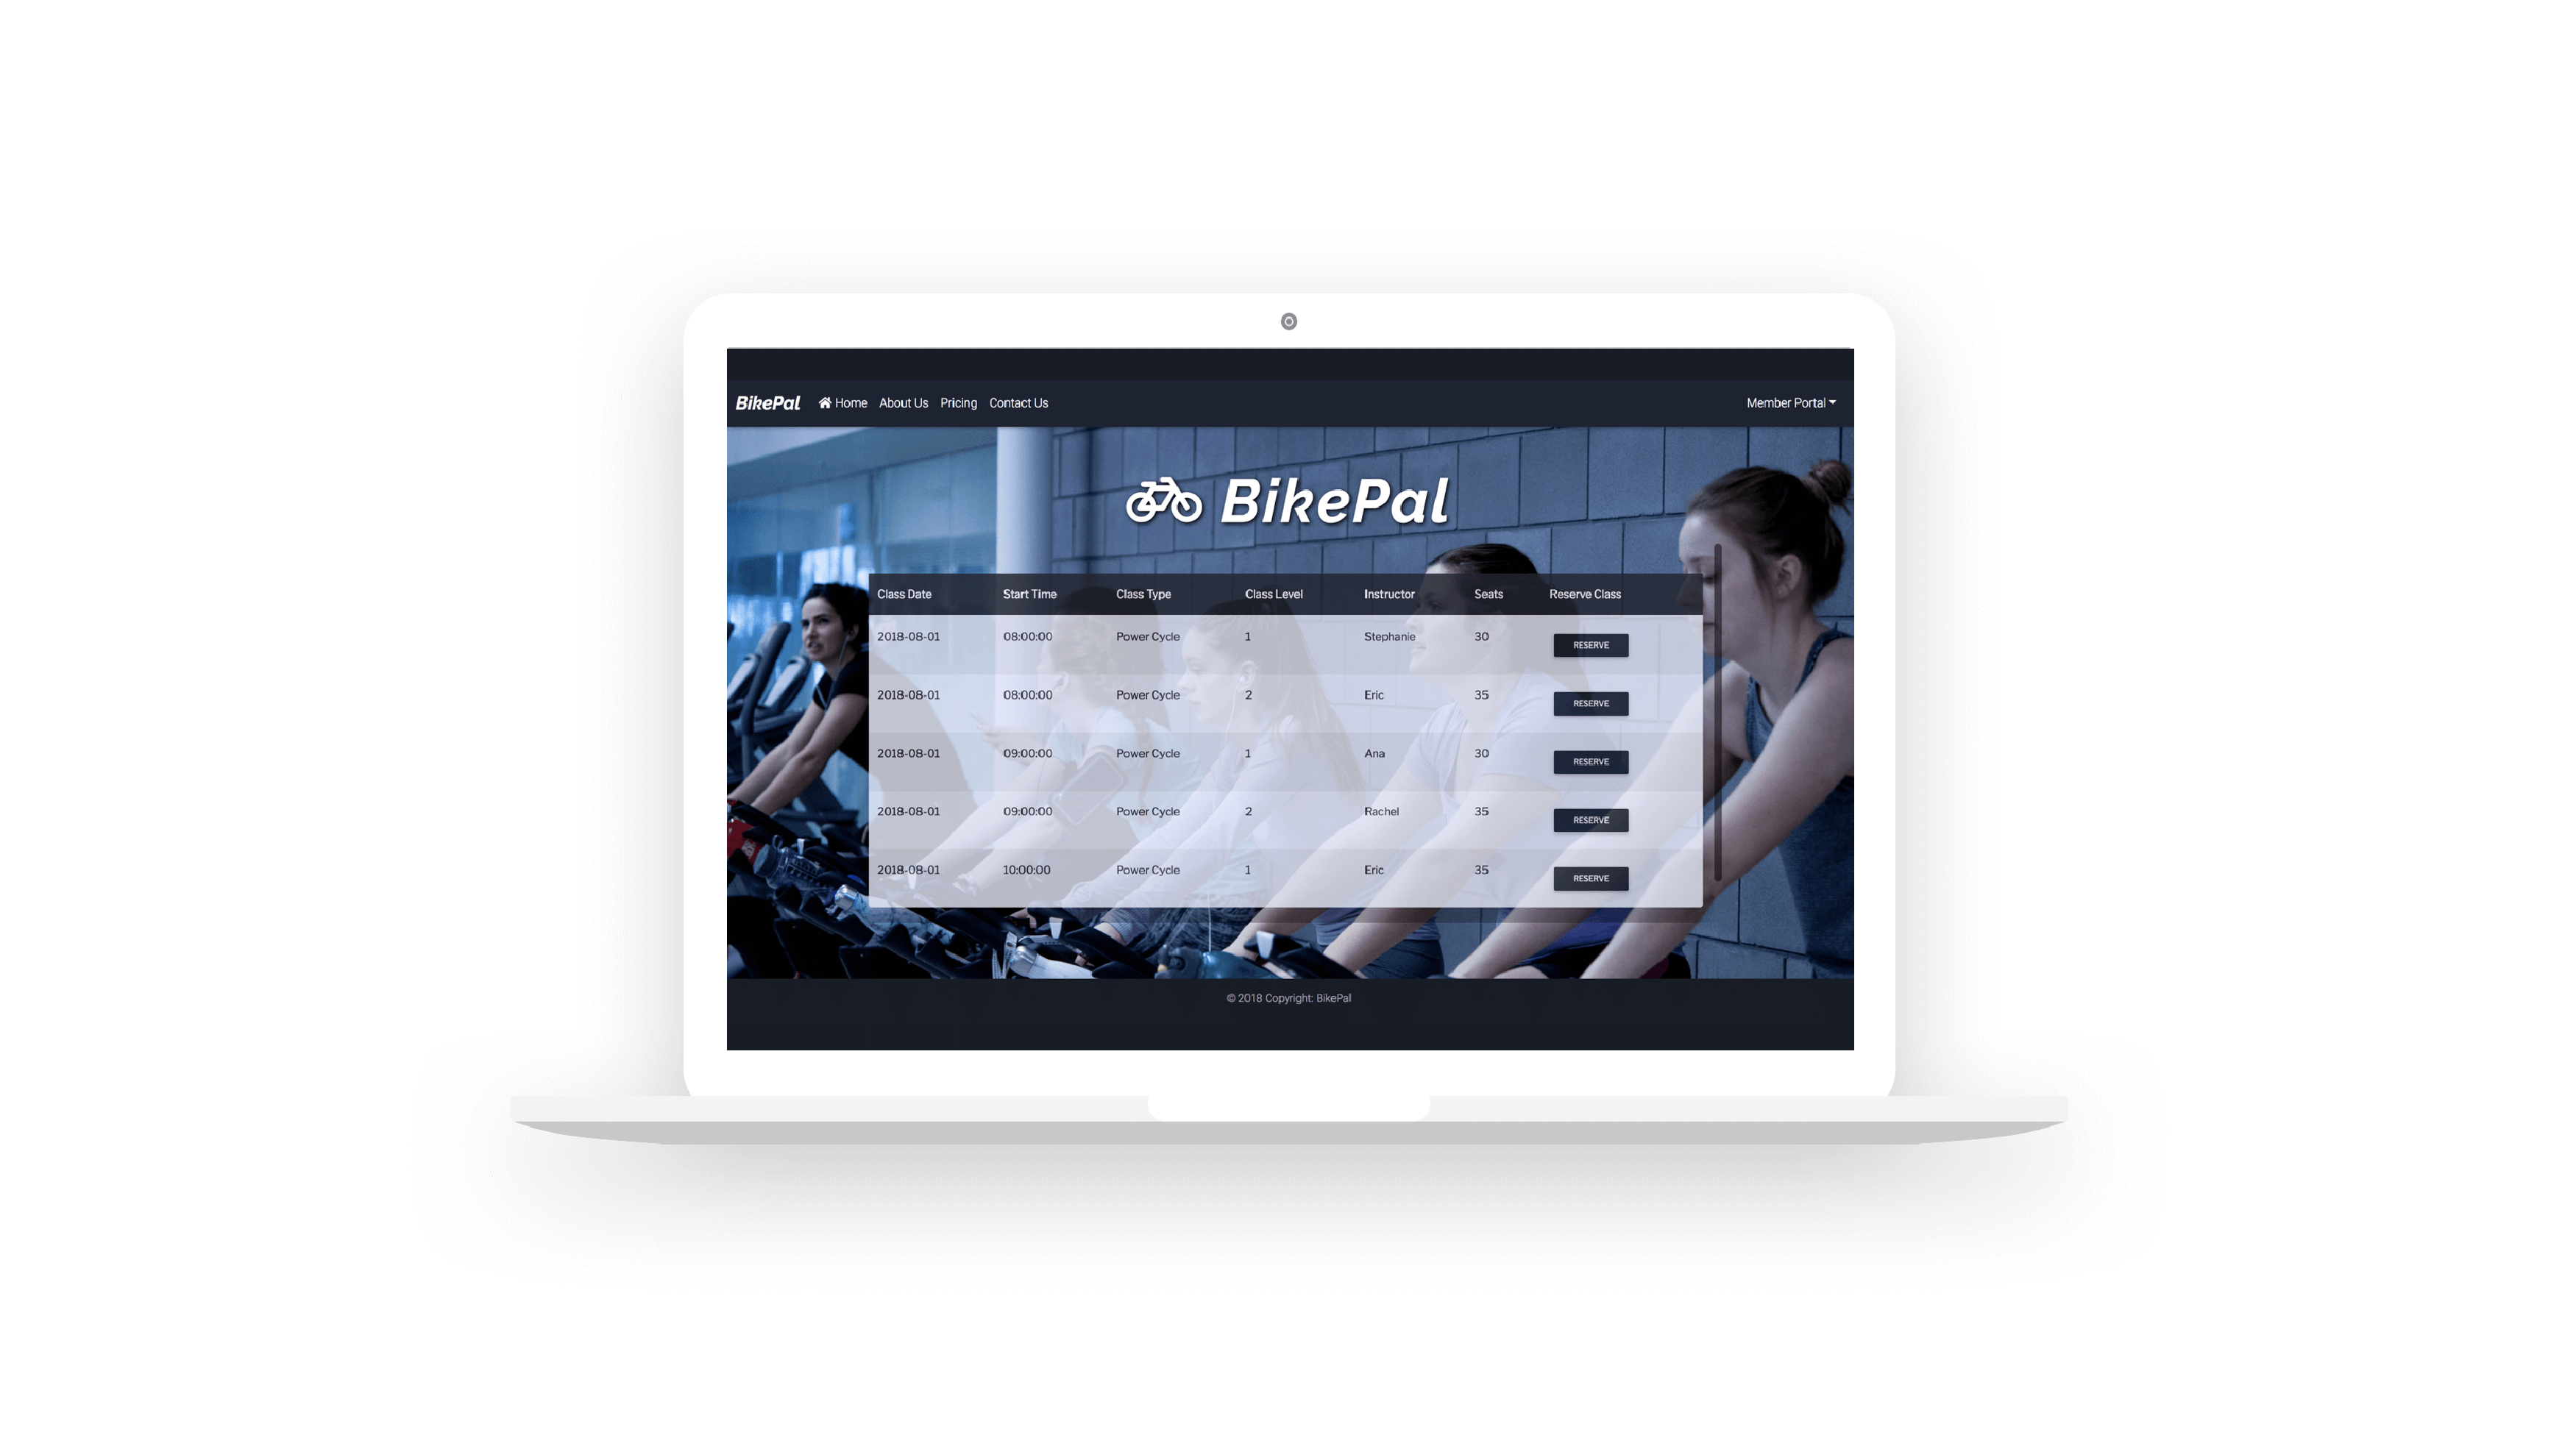 BikePal Home About Us Pricing Contact Us Member Portal
BikePal
Class Date Start Time Class Type Class Level Instructor Seats Reserve Class
2018-08-01 08:00:00 Power Cycle 1 Stephanie 30 RESERVE
2018-08-01 08:00:00 Power Cycle 2 Eric 35 RESERVE
2018-08-01 09:00:00 Power Cycle 1 Ana 30 RESERVE
2018-08-01 09:00:00 Power Cycle 2 Rachel 35 RESERVE
2018-08-01 10:00:00 Power Cycle 1 Eric 35 RESERVE
© 2018 Copyright: BikePal